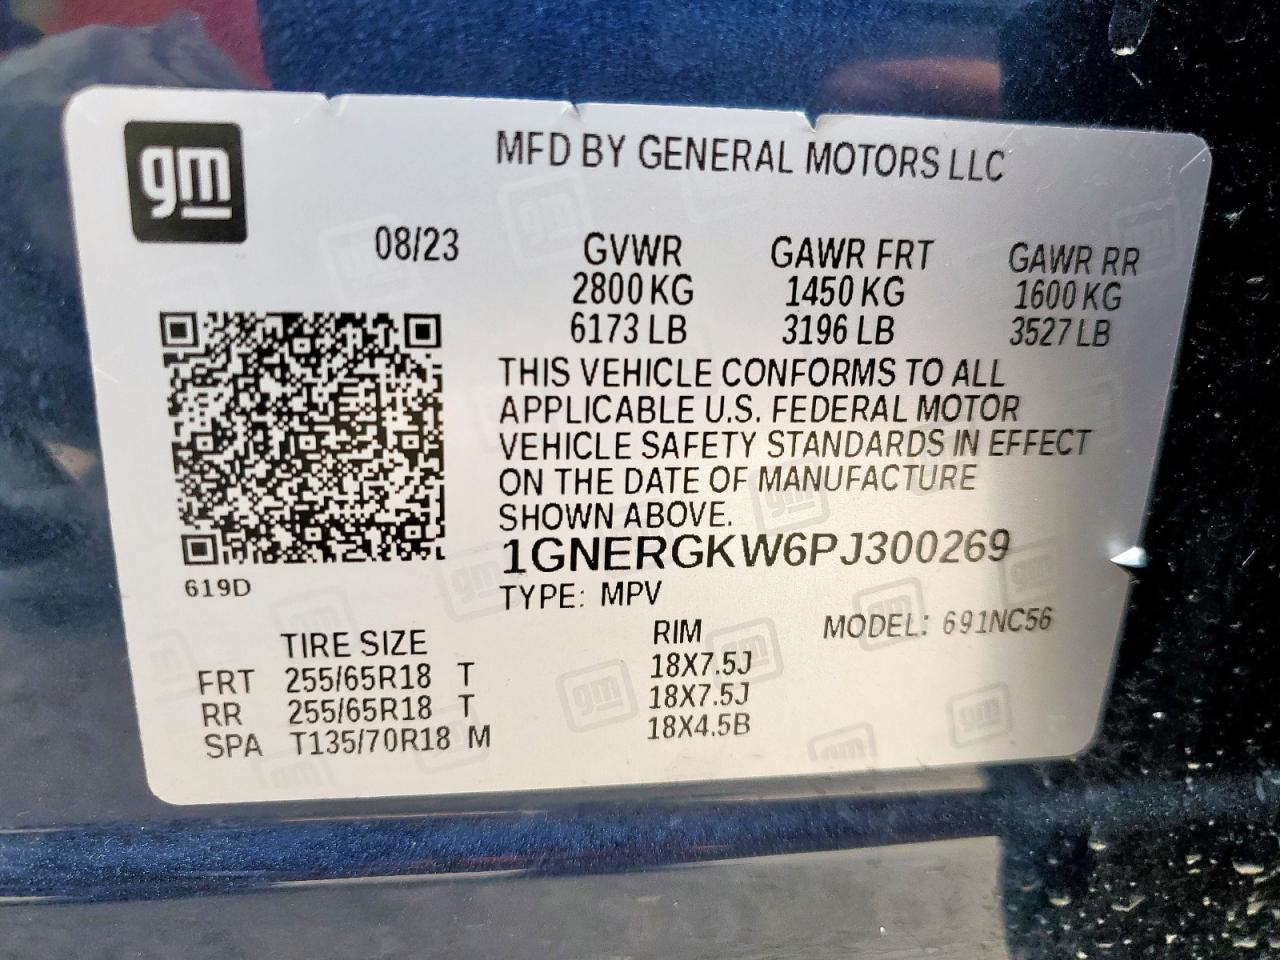 gm
MFD BY GENERAL MOTORS LLC
08/23 GVWR GAWR FRT GAWR RR
2800 KG 1450 KG 1600 KG
6173 LB 3196 LB 3527 LB
THIS VEHICLE CONFORMS TO ALL
APPLICABLE U.S. FEDERAL MOTOR
VEHICLE SAFETY STANDARDS IN EFFECT
ON THE DATE OF MANUFACTURE
SHOWN ABOVE.
1GNERGKW6PJ300269
619D
TYPE: MPV
MODEL: 691NC56
TIRE SIZE RIM
FRT 255/65R18 T 18X7.5J
RR 255/65R18 T 18X7.5J
SPA T135/70R18 M 18X4.5B